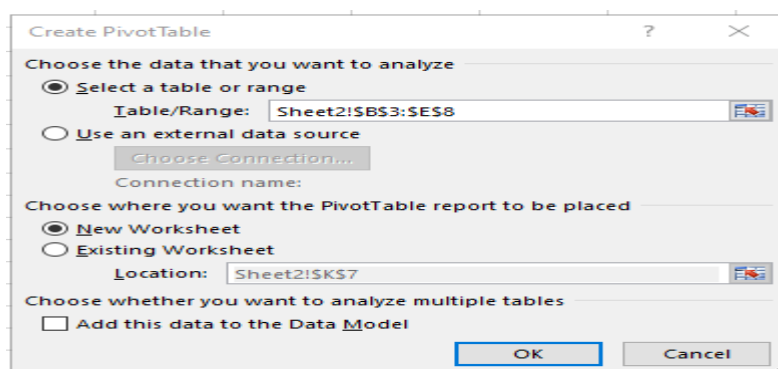 Create PivotTable ?
Choose the data that you want to analyze
Select a table or range
Table/Range: Sheet2!$B$3:$E$8
Use an external data source
Choose Connection...
Connection name:
Choose where you want the PivotTable report to be placed
New Worksheet
Existing Worksheet
Location: Sheet2!$K$7
Choose whether you want to analyze multiple tables
Add this data to the Data Model
OK Cancel